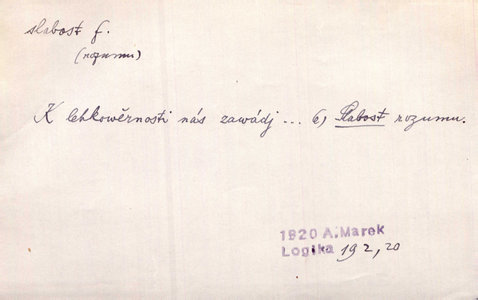 slabost f.
(rozumu)
K lehkowěrnosti nás zawádj ... 6) Slabost rozumu.
1820 A.Marek
Logika 192,20